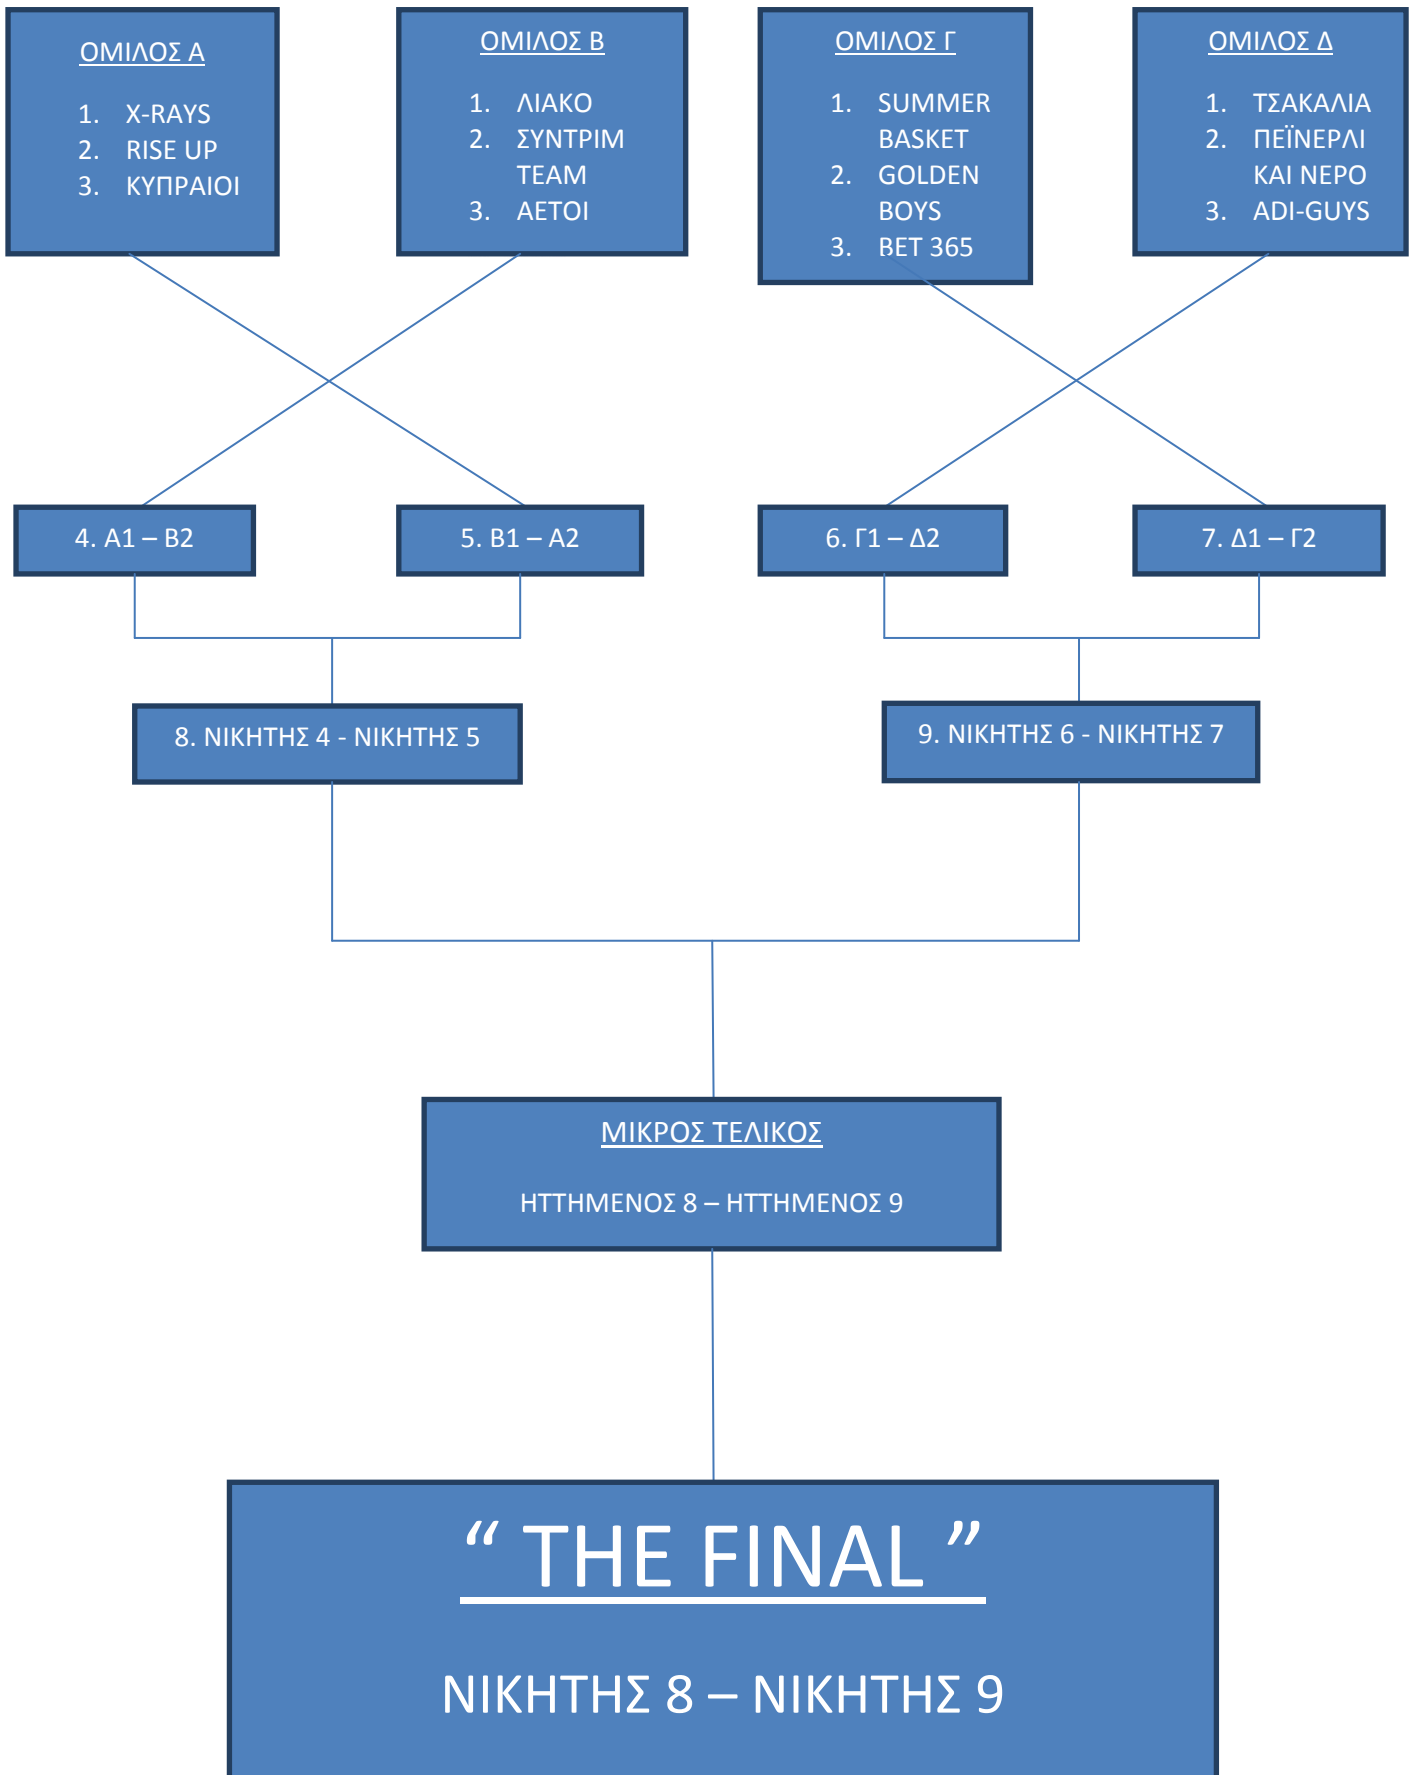 ΟΜΙΛΟΣ Α
1. X-RAYS
2. RISE UP
3. ΚΥΠΡΑΙΟΙ
ΟΜΙΛΟΣ Β
1. ΛΙΑΚΟ
2. ΣΥΝΤΡΙΜ
TEAM
3. ΑΕΤΟΙ
ΟΜΙΛΟΣ Γ
1. SUMMER
BASKET
2. GOLDEN
BOYS
3. BET 365
ΟΜΙΛΟΣ Δ
1. ΤΣΑΚΑΛΙΑ
2. ΠΕΪΝΕΡΛΙ
ΚΑΙ ΝΕΡΟ
3. ADI-GUYS
4. Α1 – Β2
5. Β1 – Α2
6. Γ1 – Δ2
7. Δ1 – Γ2
8. ΝΙΚΗΤΗΣ 4 - ΝΙΚΗΤΗΣ 5
9. ΝΙΚΗΤΗΣ 6 - ΝΙΚΗΤΗΣ 7
ΜΙΚΡΟΣ ΤΕΛΙΚΟΣ
ΗΤΤΗΜΕΝΟΣ 8 – ΗΤΤΗΜΕΝΟΣ 9
“ THE FINAL ”
ΝΙΚΗΤΗΣ 8 – ΝΙΚΗΤΗΣ 9